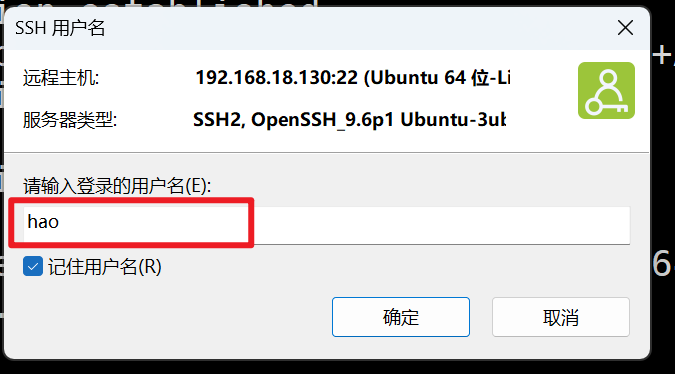 SSH 用户名
远程主机:
192.168.18.130:22 (Ubuntu 64 位-Li
服务器类型:
SSH2, OpenSSH_9.6p1 Ubuntu-3ub
请输入登录的用户名(E):
hao
记住用户名(R)
确定
取消